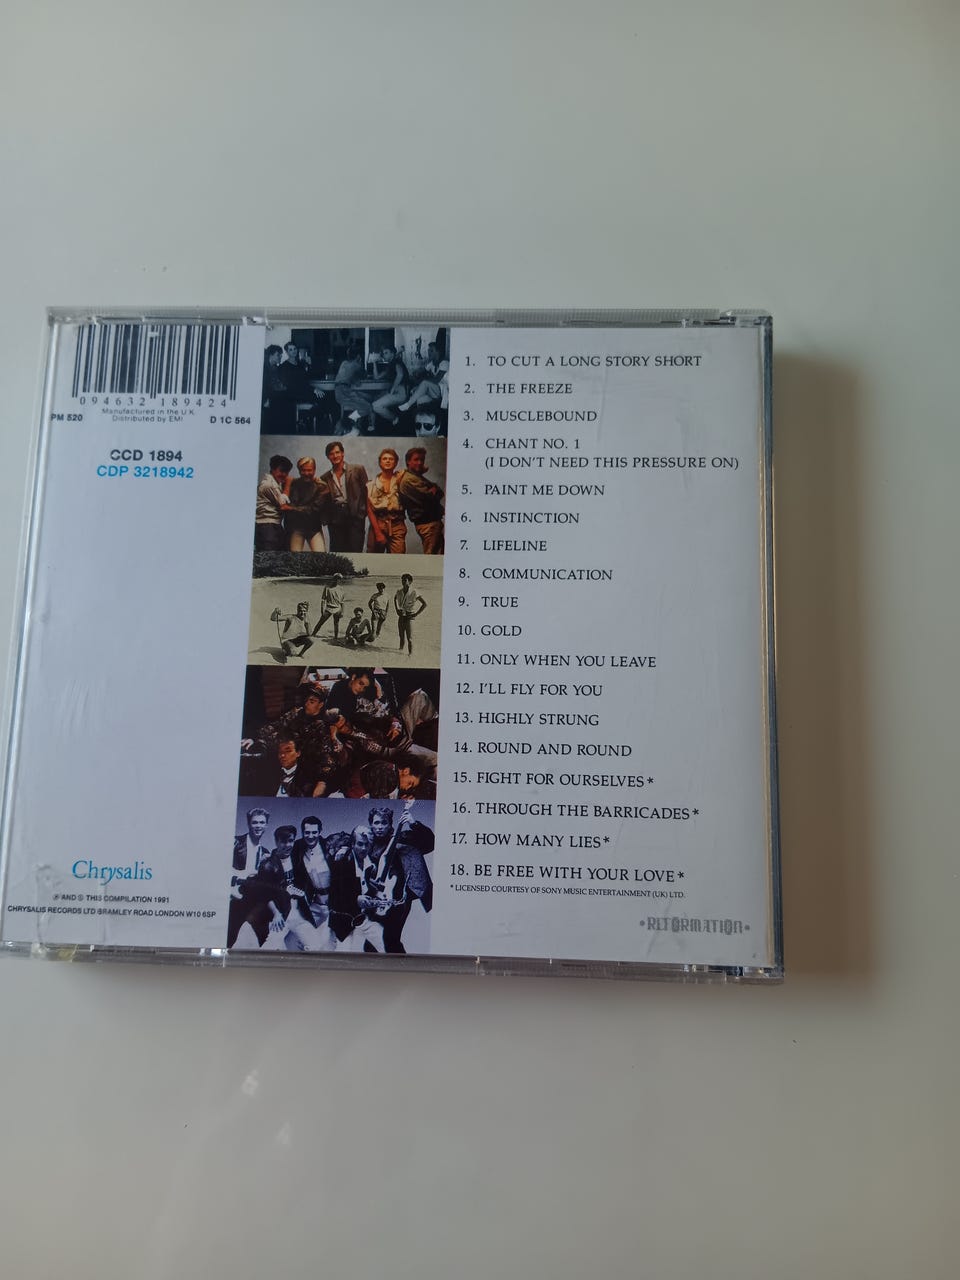 094632 189424
Manufactured in the U.K.
Distributed by EMI
PM 520
D 1C 564
CCD 1894
CDP 3218942
Chrysalis
Ⓟ AND © THIS COMPILATION 1991
CHRYSALIS RECORDS LTD BRAMLEY ROAD LONDON W10 6SP
1. TO CUT A LONG STORY SHORT
2. THE FREEZE
3. MUSCLEBOUND
4. CHANT NO. 1
(I DON'T NEED THIS PRESSURE ON)
5. PAINT ME DOWN
6. INSTINCTION
7. LIFELINE
8. COMMUNICATION
9. TRUE
10. GOLD
11. ONLY WHEN YOU LEAVE
12. I'LL FLY FOR YOU
13. HIGHLY STRUNG
14. ROUND AND ROUND
15. FIGHT FOR OURSELVES*
16. THROUGH THE BARRICADES*
17. HOW MANY LIES*
18. BE FREE WITH YOUR LOVE*
* LICENSED COURTESY OF SONY MUSIC ENTERTAINMENT (UK) LTD.
•REFORMATION•